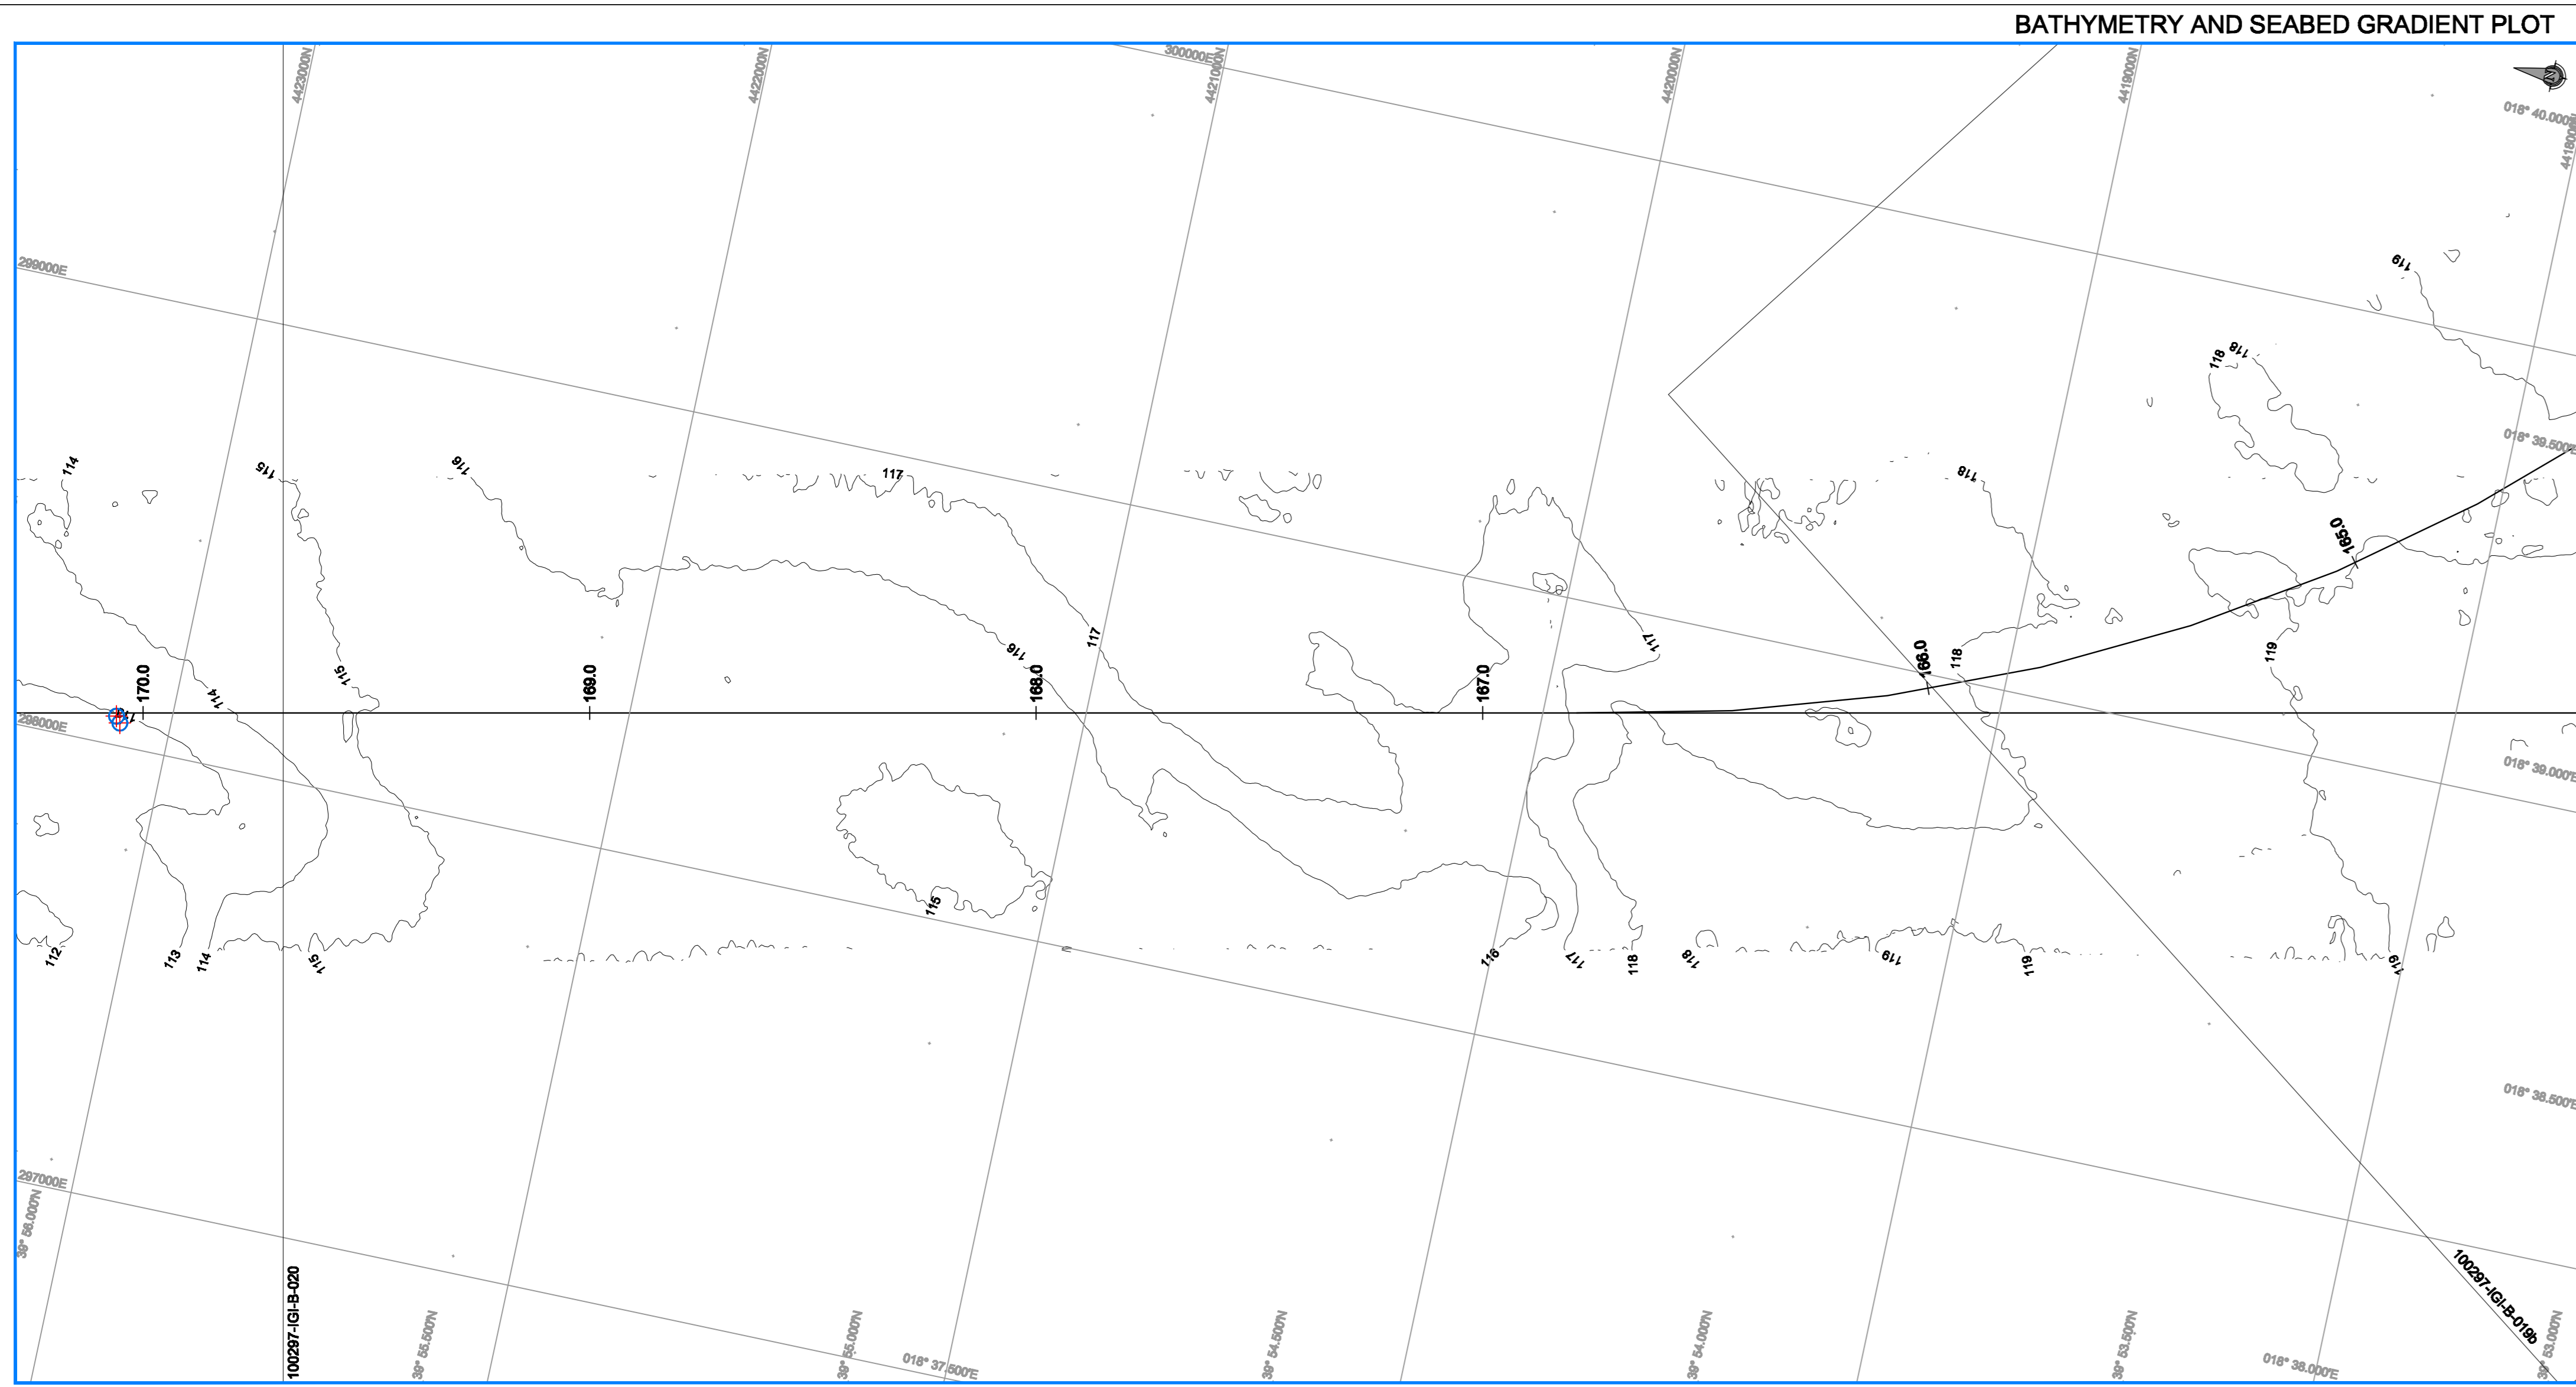 BATHYMETRY AND SEABED GRADIENT PLOT
4423000N
4422000N
300000E
4421000N
4420000N
4419000N
N
018° 40.000'E
299000E
119
118
118
018° 39.500'E
114
115
116
117
118
165.0
117
117
116
118
119
166.0
115
114
170.0
169.0
168.0
167.0
298000E
018° 39.000'E
115
112
113
114
115
116
117
118
118
119
119
119
018° 38.500'E
297000E
39° 56.000'N
100297-IGI-B-020
39° 55.500'N
39° 55.000'N
018° 37.500'E
39° 54.500'N
39° 54.000'N
39° 53.500'N
018° 38.000'E
100297-IGI-B-019b
39° 53.000'N